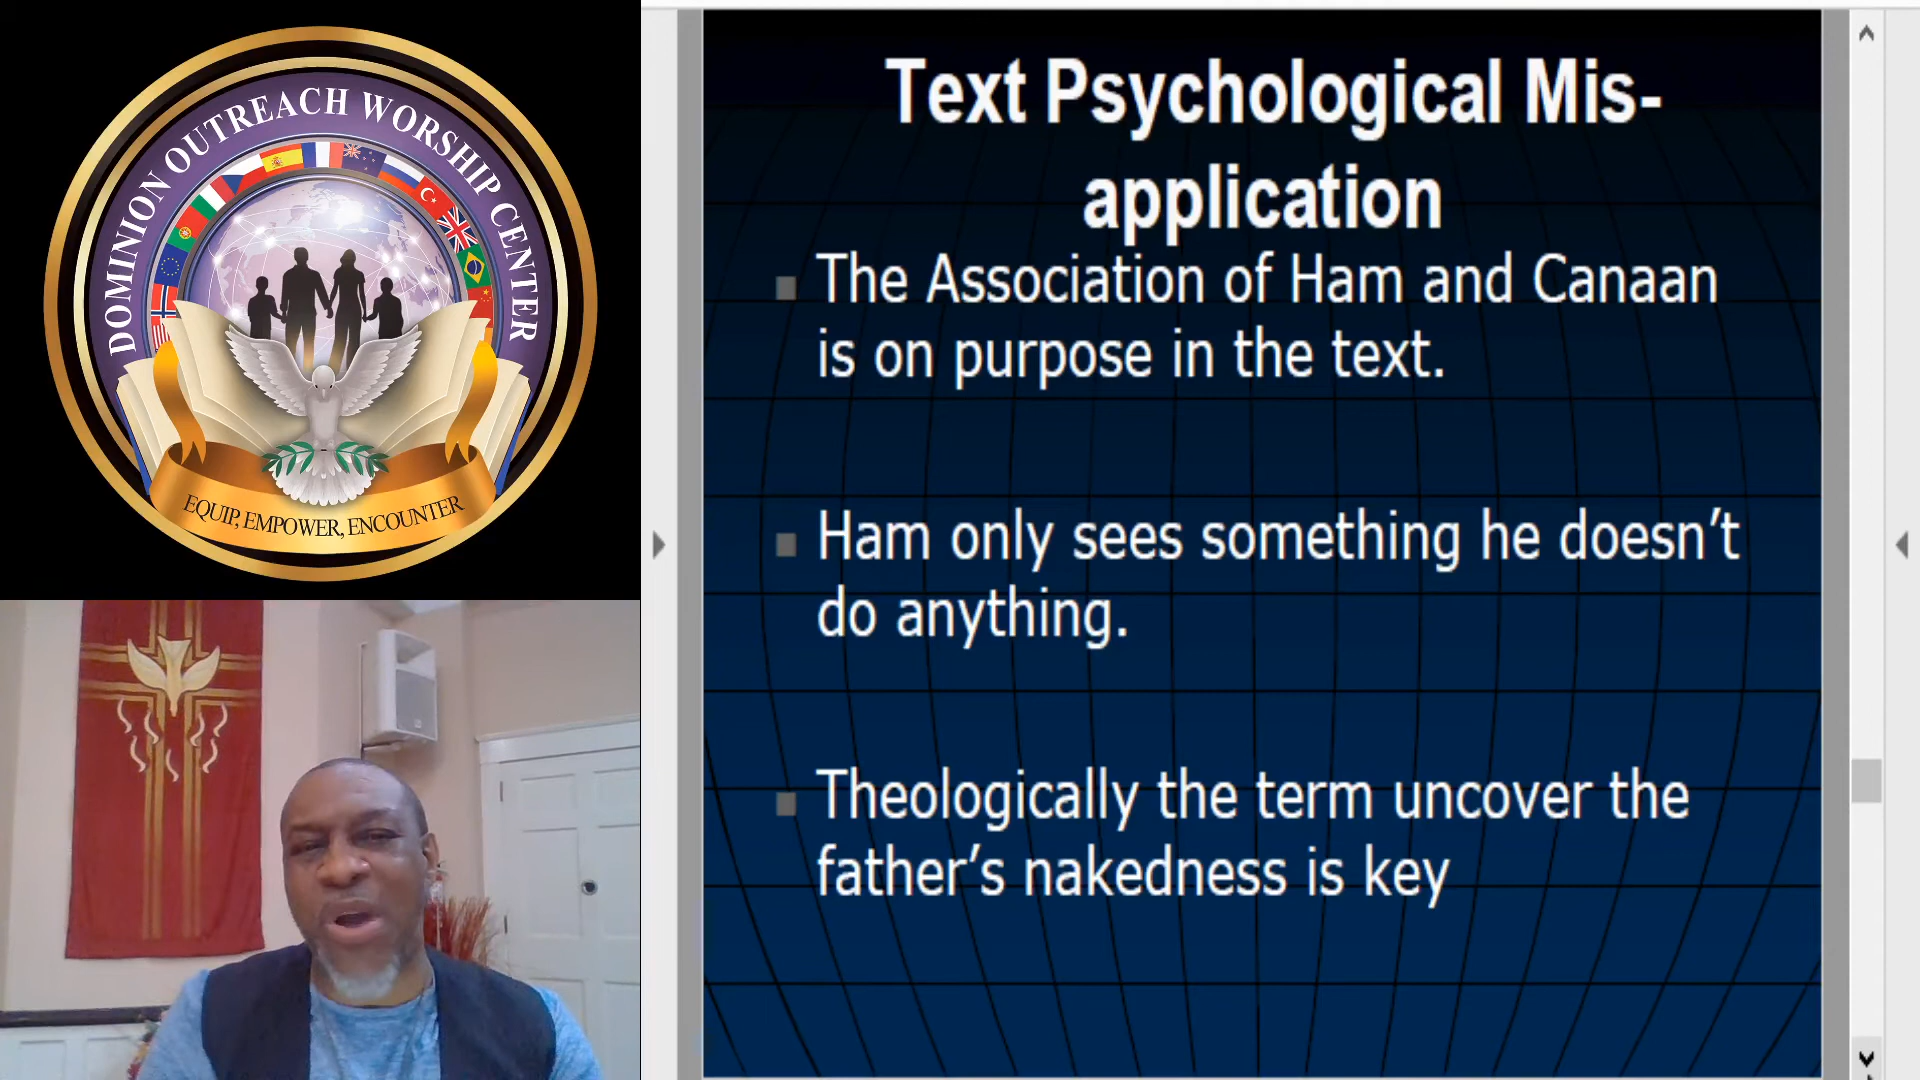 DOMINION OUTREACH WORSHIP CENTER
EQUIP, EMPOWER, ENCOUNTER
Text Psychological Mis-
application
The Association of Ham and Canaan
is on purpose in the text.
Ham only sees something he doesn’t
do anything.
Theologically the term uncover the
father’s nakedness is key